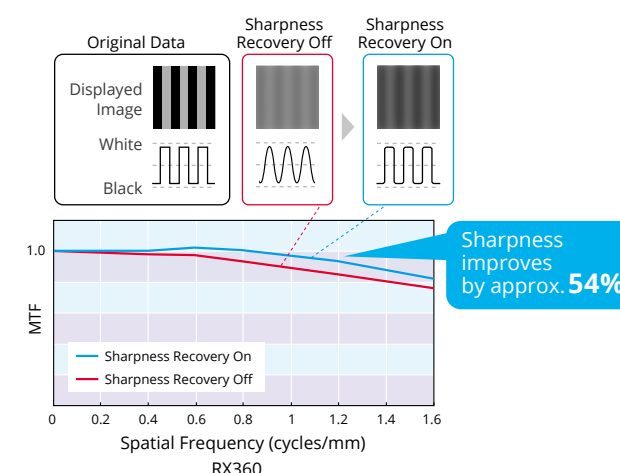 Original Data
Sharpness
Recovery Off
Sharpness
Recovery On
Displayed
Image
White
Black
Sharpness
improves
by approx. 54%
1.0
MTF
Sharpness Recovery On
Sharpness Recovery Off
0 0.2 0.4 0.6 0.8 1 1.2 1.4 1.6
Spatial Frequency (cycles/mm)
RX360